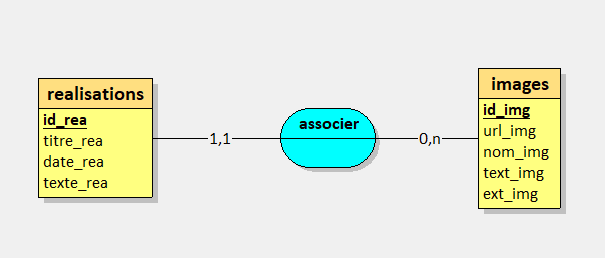 realisations
id_rea
titre_rea
date_rea
texte_rea
1,1
associer
0,n
images
id_img
url_img
nom_img
text_img
ext_img